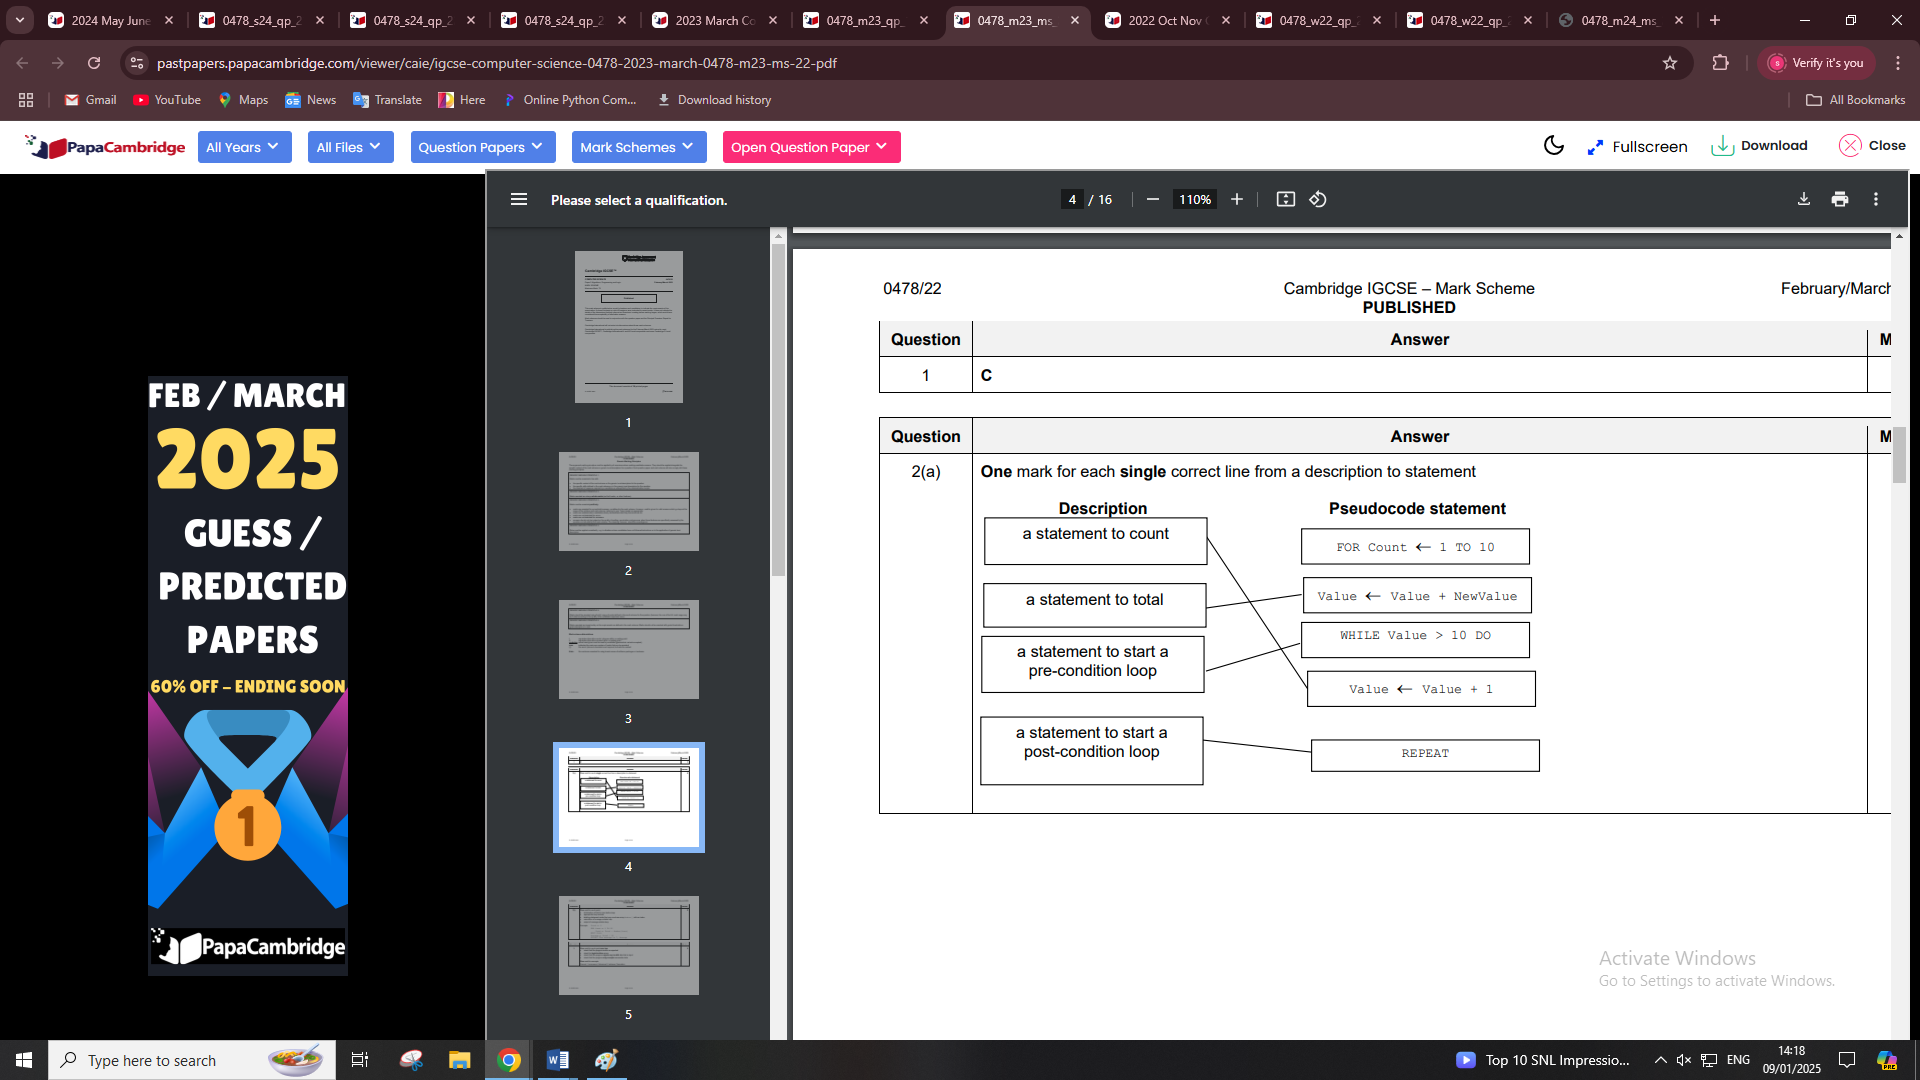 2024 May June
0478_s24_qp_2
0478_s24_qp_2
0478_s24_qp_2
2023 March Co
0478_m23_qp_
0478_m23_ms_
2022 Oct Nov
0478_w22_qp_2
0478_w22_qp_
0478_m24_ms_
pastpapers.papacambridge.com/viewer/caie/igcse-computer-science-0478-2023-march-0478-m23-ms-22-pdf
Verify it's you
Gmail
YouTube
Maps
News
Translate
Here
Online Python Com...
Download history
All Bookmarks
PapaCambridge
All Years
All Files
Question Papers
Mark Schemes
Open Question Paper
Fullscreen
Download
Close
Please select a qualification.
4 / 16
110%
FEB / MARCH
2025
GUESS /
PREDICTED
PAPERS
60% OFF – ENDING SOON
1
PapaCambridge
1
2
3
4
5
0478/22
Cambridge IGCSE – Mark Scheme
PUBLISHED
February/March
Question Answer M
1 C
Question Answer M
2(a) One mark for each single correct line from a description to statement
Description Pseudocode statement
a statement to count
FOR Count ← 1 TO 10
a statement to total
Value ← Value + NewValue
a statement to start a
pre-condition loop
WHILE Value > 10 DO
Value ← Value + 1
a statement to start a
post-condition loop
REPEAT
Activate Windows
Go to Settings to activate Windows.
Type here to search
Top 10 SNL Impressio...
ENG
14:18
09/01/2025